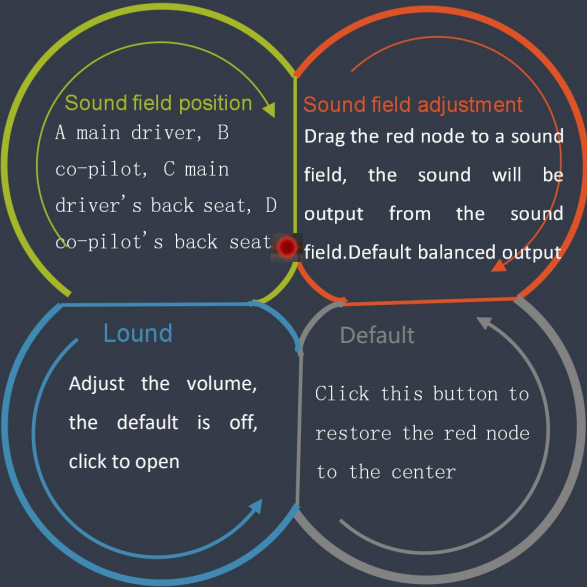 Sound field position
A main driver, B
co-pilot, C main
driver's back seat, D
co-pilot's back seat
Sound field adjustment
Drag the red node to a sound
field, the sound will be
output from the sound
field.Default balanced output
Lound
Adjust the volume,
the default is off,
click to open
Default
Click this button to
restore the red node
to the center